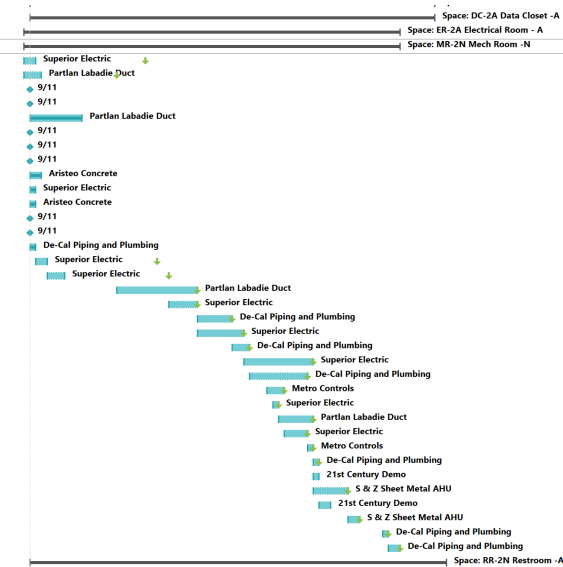 Space: DC-2A Data Closet -A
Space: ER-2A Electrical Room - A
Space: MR-2N Mech Room -N
Superior Electric
Partlan Labadie Duct
9/11
9/11
Partlan Labadie Duct
9/11
9/11
9/11
Aristeo Concrete
Superior Electric
Aristeo Concrete
9/11
9/11
De-Cal Piping and Plumbing
Superior Electric
Superior Electric
Partlan Labadie Duct
Superior Electric
De-Cal Piping and Plumbing
Superior Electric
De-Cal Piping and Plumbing
Superior Electric
De-Cal Piping and Plumbing
Metro Controls
Superior Electric
Partlan Labadie Duct
Superior Electric
Metro Controls
De-Cal Piping and Plumbing
21st Century Demo
S & Z Sheet Metal AHU
21st Century Demo
S & Z Sheet Metal AHU
De-Cal Piping and Plumbing
De-Cal Piping and Plumbing
Space: RR-2N Restroom -A